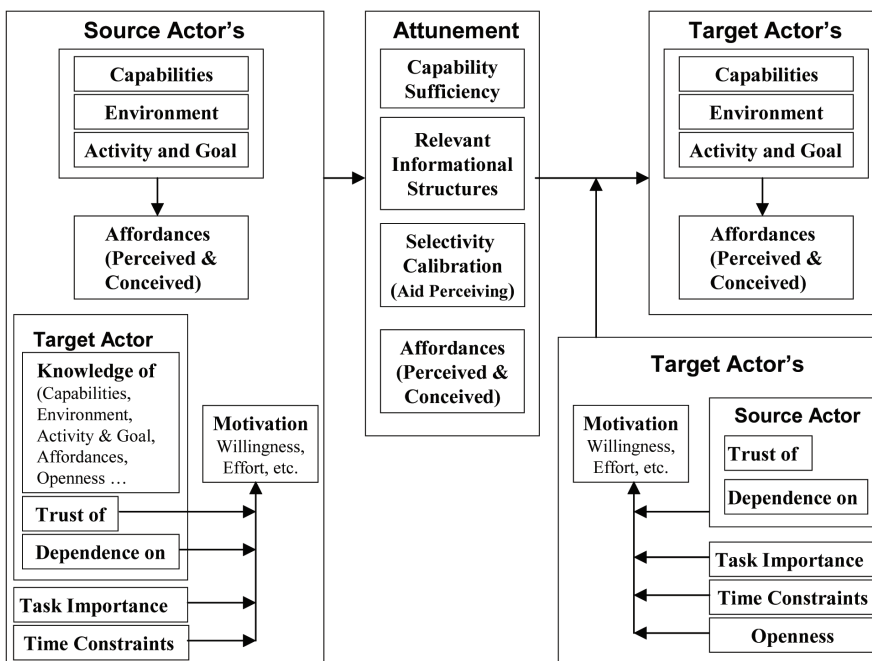 Source Actor's
Capabilities
Environment
Activity and Goal
Affordances
(Perceived &
Conceived)
Target Actor
Knowledge of
(Capabilities,
Environment,
Activity & Goal,
Affordances,
Openness ...
Trust of
Dependence on
Task Importance
Time Constraints
Motivation
Willingness,
Effort, etc.
Attunement
Capability
Sufficiency
Relevant
Informational
Structures
Selectivity
Calibration
(Aid Perceiving)
Affordances
(Perceived &
Conceived)
Target Actor's
Capabilities
Environment
Activity and Goal
Affordances
(Perceived &
Conceived)
Target Actor's
Motivation
Willingness,
Effort, etc.
Source Actor
Trust of
Dependence on
Task Importance
Time Constraints
Openness